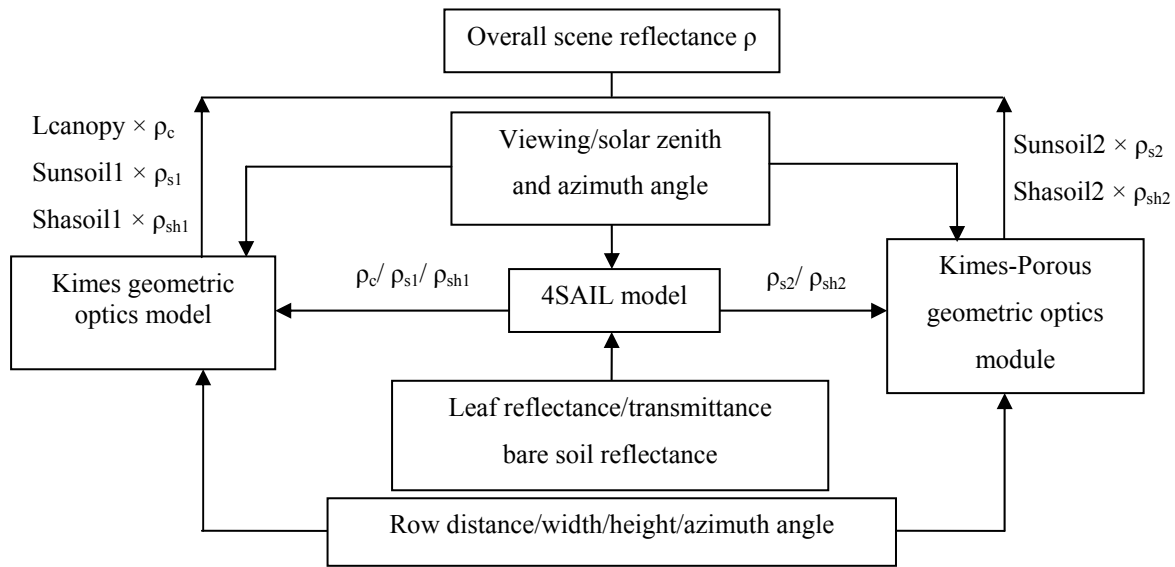 Overall scene reflectance ρ
Lcanopy × ρc
Sunsoil1 × ρs1
Shasoil1 × ρsh1
Viewing/solar zenith
and azimuth angle
Sunsoil2 × ρs2
Shasoil2 × ρsh2
Kimes geometric
optics model
ρc/ ρs1/ ρsh1
4SAIL model
ρs2/ ρsh2
Kimes-Porous
geometric optics
module
Leaf reflectance/transmittance
bare soil reflectance
Row distance/width/height/azimuth angle